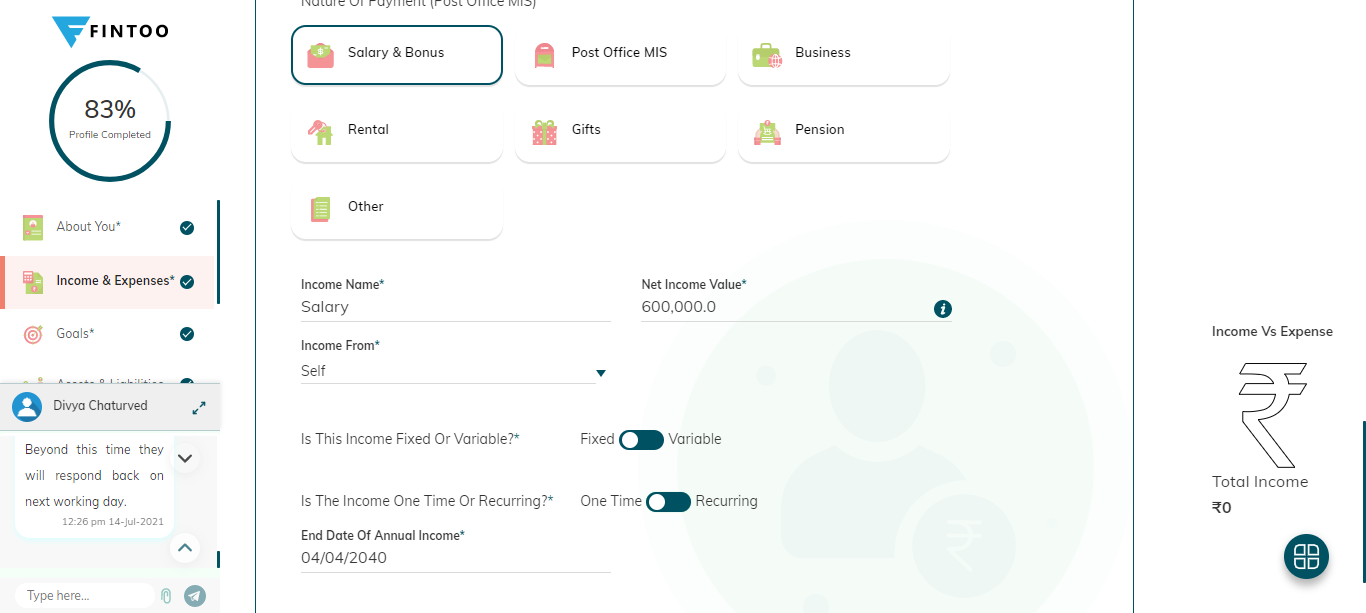 Nature Of Payment (Post Office MIS)
FINTOO
83%
Profile Completed
Salary & Bonus
Post Office MIS
Business
Rental
Gifts
Pension
Other
About You*
Income & Expenses*
Goals*
Assets & Liabilities
Divya Chaturved
Beyond this time they
will respond back on
next working day.
12:26 pm 14-Jul-2021
Type here...
Income Name*
Salary
Net Income Value*
600,000.0
Income From*
Self
Is This Income Fixed Or Variable?*
Fixed
Variable
Is The Income One Time Or Recurring?*
One Time
Recurring
End Date Of Annual Income*
04/04/2040
Income Vs Expense
₹
Total Income
₹0